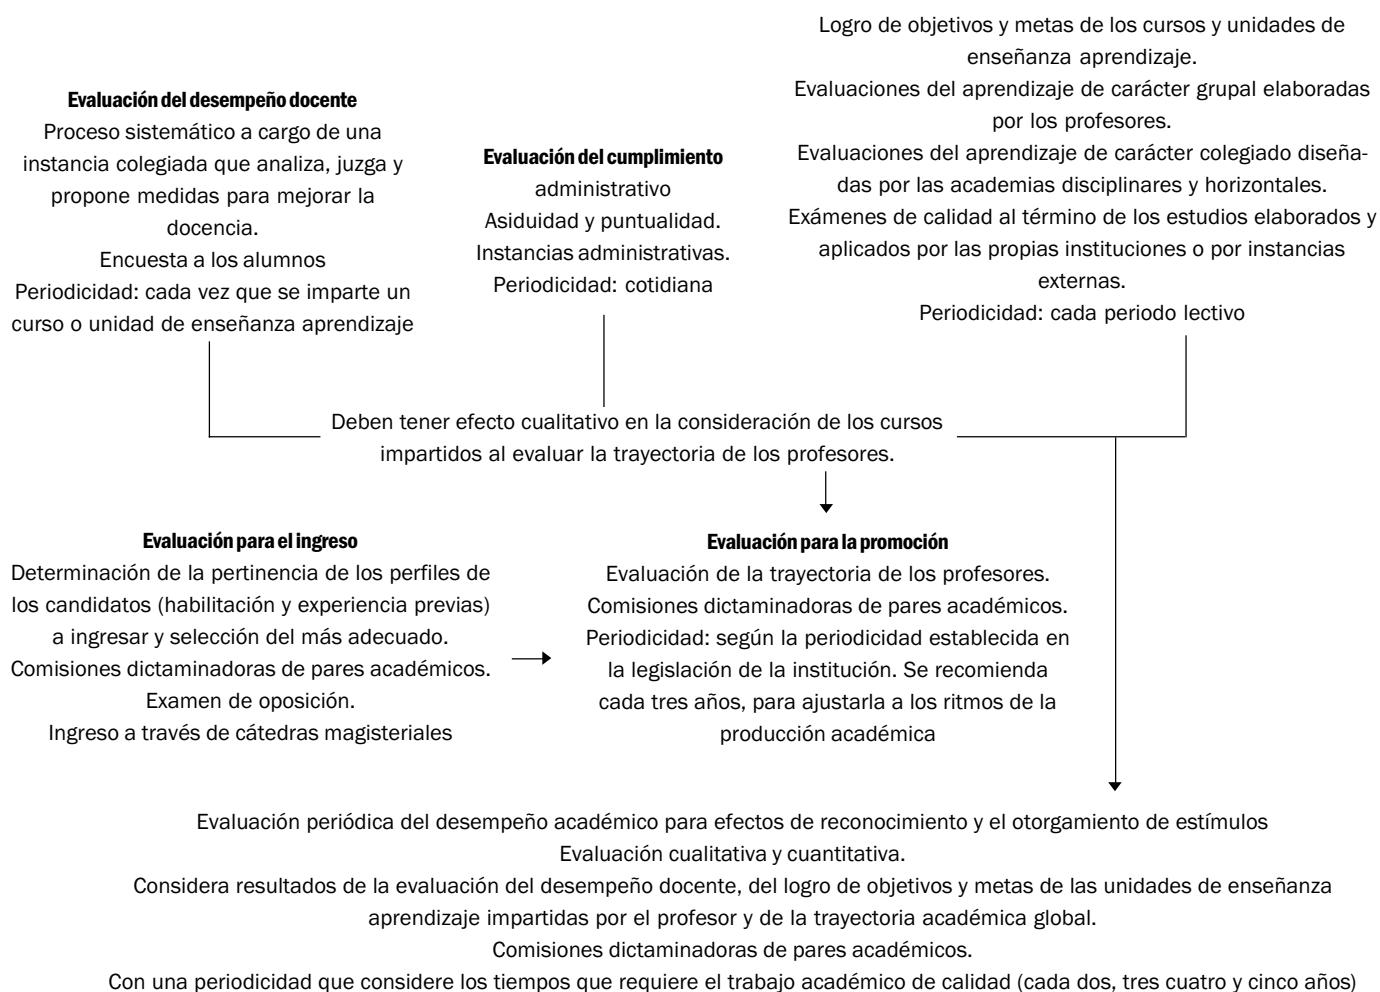 Evaluación del desempeño docente
Proceso sistemático a cargo de una
instancia colegiada que analiza, juzga y
propone medidas para mejorar la
docencia.
Encuesta a los alumnos
Periodicidad: cada vez que se imparte un
curso o unidad de enseñanza aprendizaje
Evaluación del cumplimiento
administrativo
Asiduidad y puntualidad.
Instancias administrativas.
Periodicidad: cotidiana
Logro de objetivos y metas de los cursos y unidades de
enseñanza aprendizaje.
Evaluaciones del aprendizaje de carácter grupal elaboradas
por los profesores.
Evaluaciones del aprendizaje de carácter colegiado diseña-
das por las academias disciplinares y horizontales.
Exámenes de calidad al término de los estudios elaborados y
aplicados por las propias instituciones o por instancias
externas.
Periodicidad: cada periodo lectivo
Deben tener efecto cualitativo en la consideración de los cursos
impartidos al evaluar la trayectoria de los profesores.
Evaluación para el ingreso
Determinación de la pertinencia de los perfiles de
los candidatos (habilitación y experiencia previas)
a ingresar y selección del más adecuado.
Comisiones dictaminadoras de pares académicos.
Examen de oposición.
Ingreso a través de cátedras magisteriales
Evaluación para la promoción
Evaluación de la trayectoria de los profesores.
Comisiones dictaminadoras de pares académicos.
Periodicidad: según la periodicidad establecida en
la legislación de la institución. Se recomienda
cada tres años, para ajustarla a los ritmos de la
producción académica
Evaluación periódica del desempeño académico para efectos de reconocimiento y el otorgamiento de estímulos
Evaluación cualitativa y cuantitativa.
Considera resultados de la evaluación del desempeño docente, del logro de objetivos y metas de las unidades de enseñanza
aprendizaje impartidas por el profesor y de la trayectoria académica global.
Comisiones dictaminadoras de pares académicos.
Con una periodicidad que considere los tiempos que requiere el trabajo académico de calidad (cada dos, tres cuatro y cinco años)